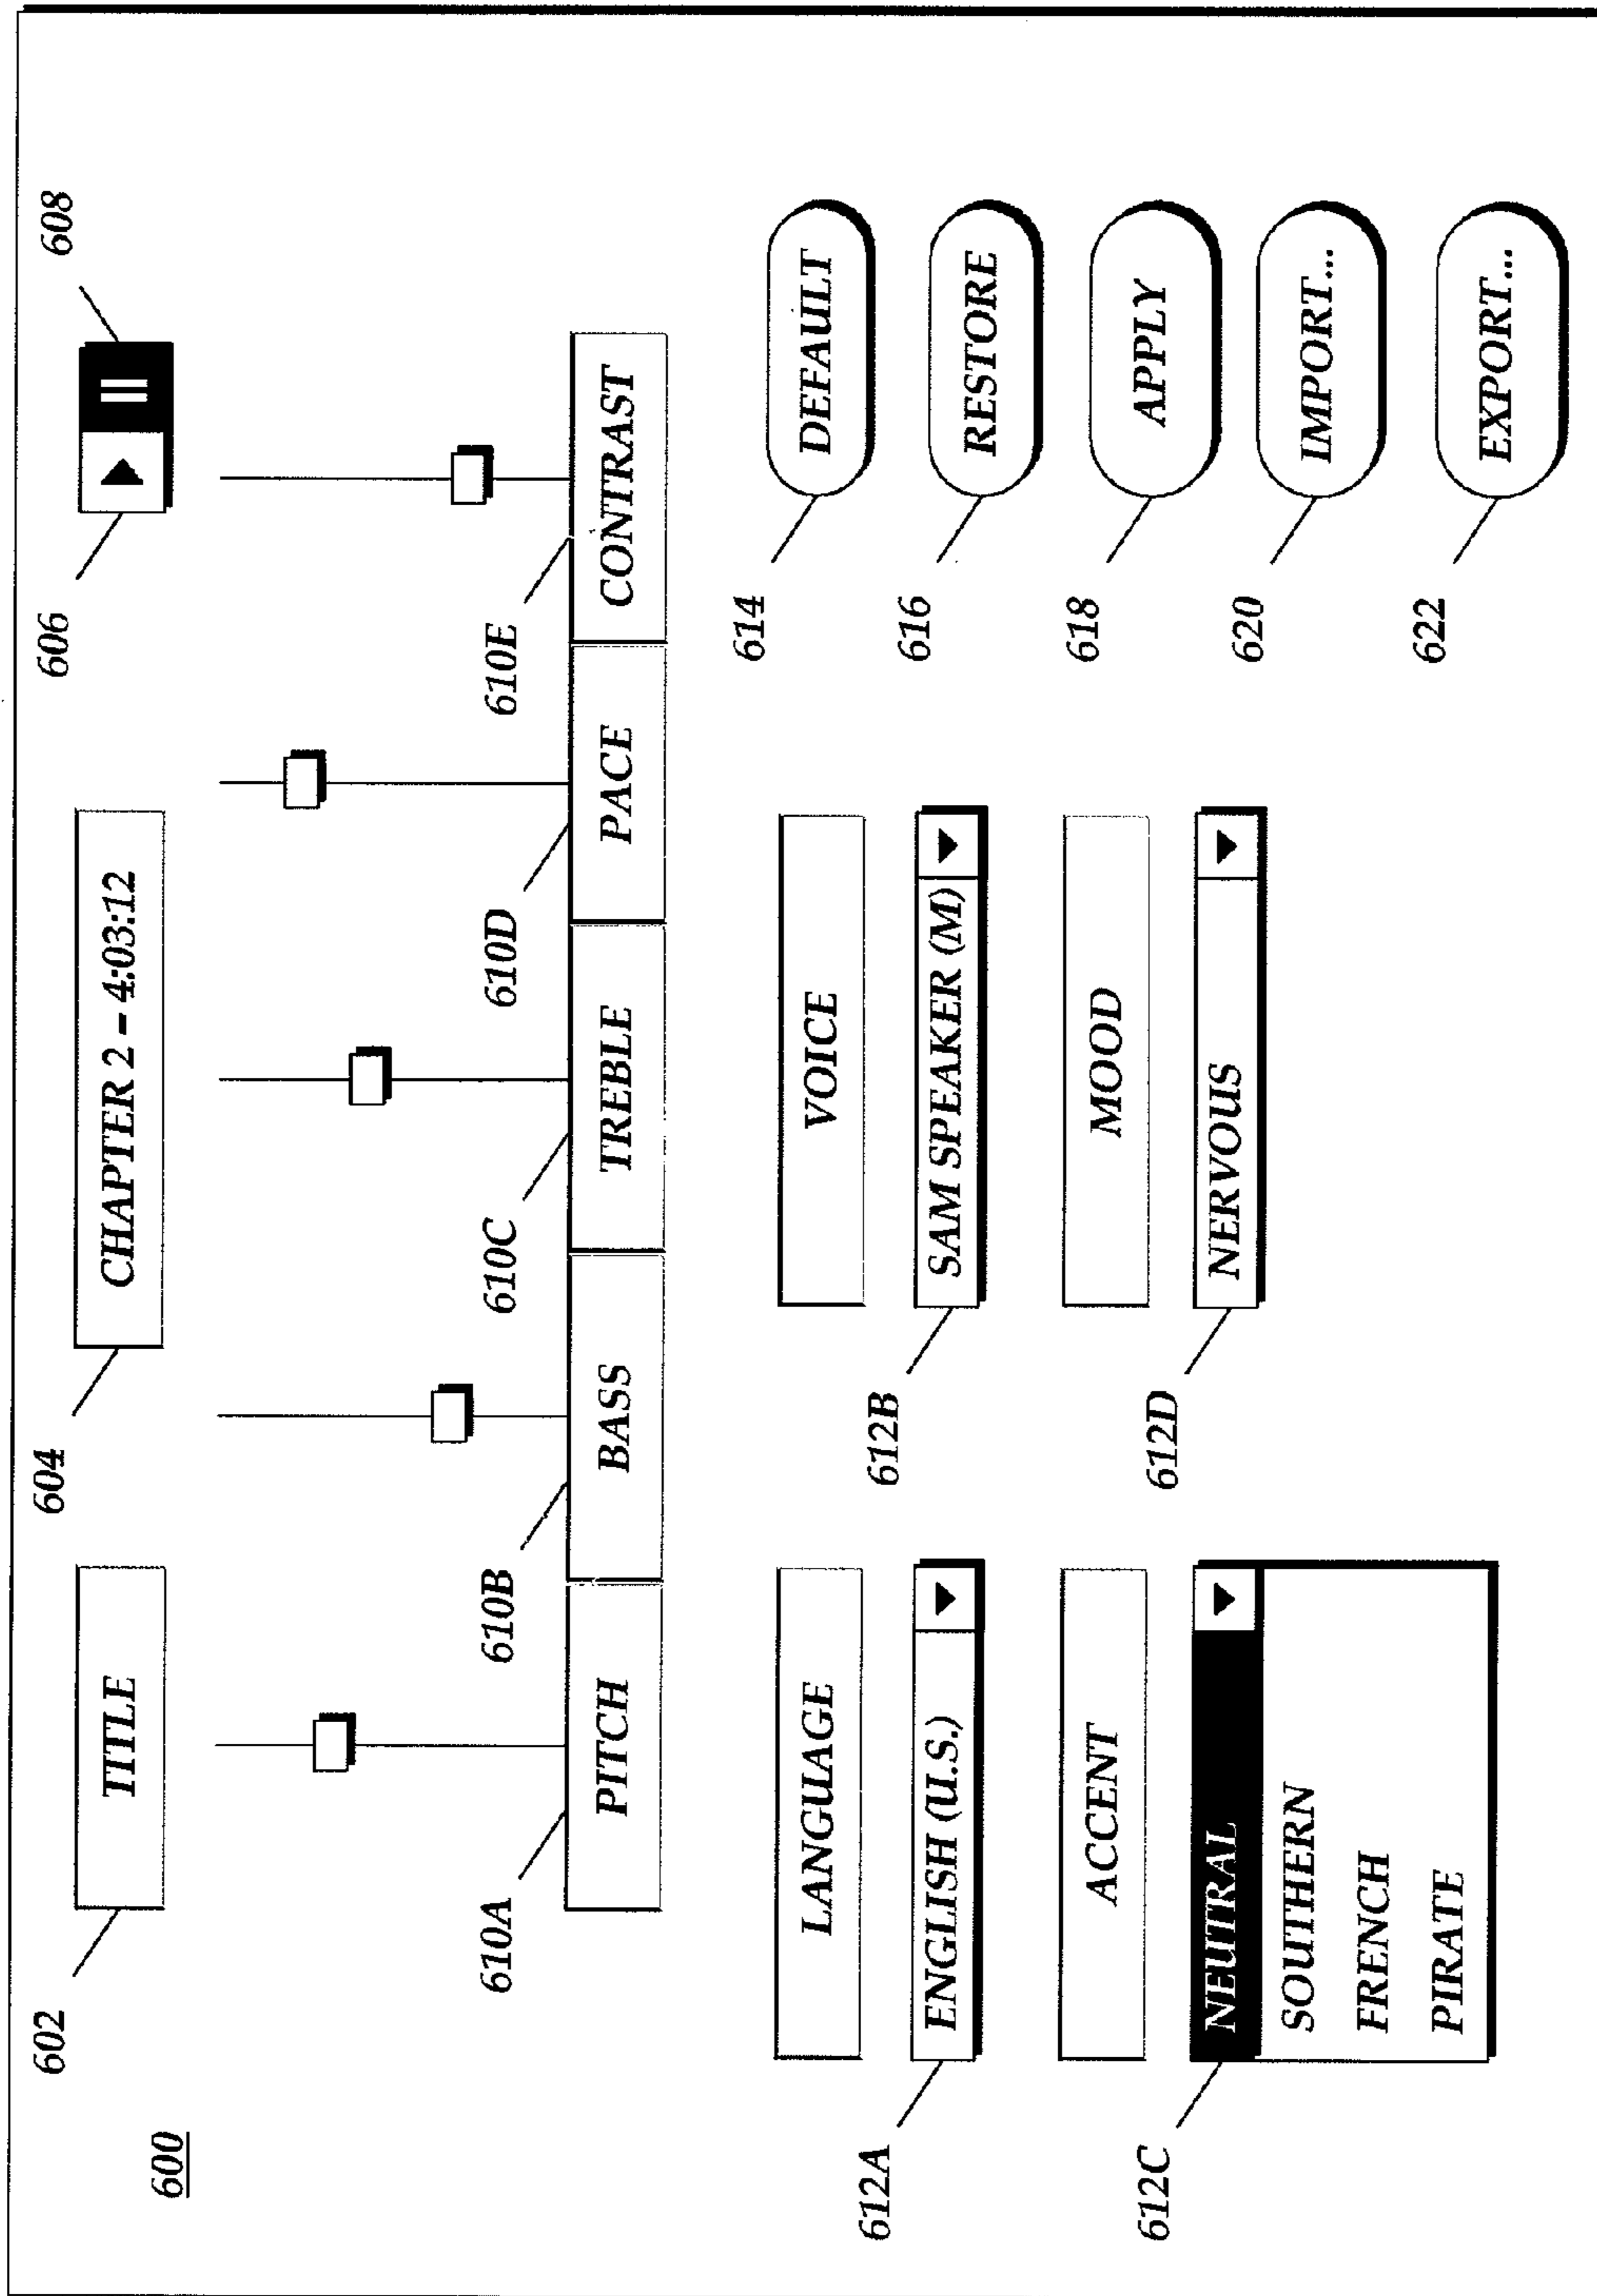 602
604
606
608
600
TITLE
CHAPTER 2 – 4:03:12
610A
610B
610C
610D
610E
PITCH
BASS
TREBLE
PACE
CONTRAST
LANGUAGE
VOICE
614
DEFAULT
612A
ENGLISH (U.S.)
612B
SAM SPEAKER (M)
616
RESTORE
ACCENT
MOOD
618
APPLY
612C
NEUTRAL
SOUTHERN
FRENCH
PIRATE
612D
NERVOUS
620
IMPORT...
622
EXPORT...